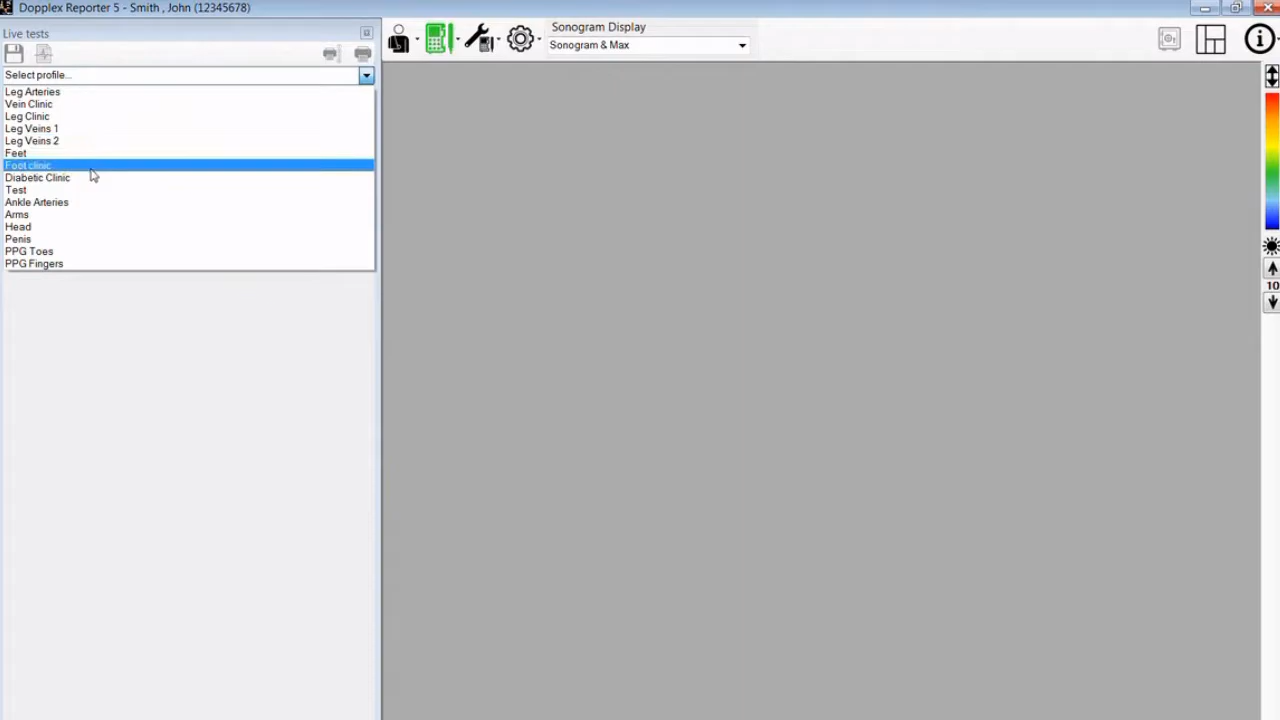 Dopplex Reporter 5 - Smith , John (12345678)
Live tests
Sonogram Display
Select profile...
Sonogram & Max
Leg Arteries
Vein Clinic
Leg Clinic
Leg Veins 1
Leg Veins 2
Feet
Foot clinic
Diabetic Clinic
Test
Ankle Arteries
Arms
Head
Penis
PPG Toes
PPG Fingers
10